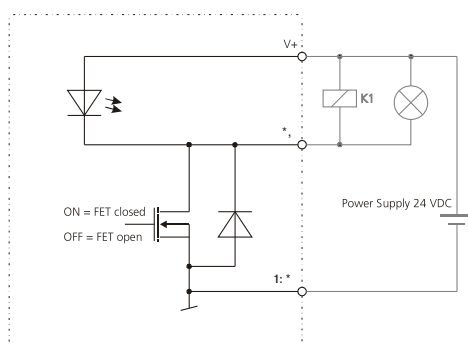 V+
K1
*,
Power Supply 24 VDC
ON = FET closed
OFF = FET open
1: *